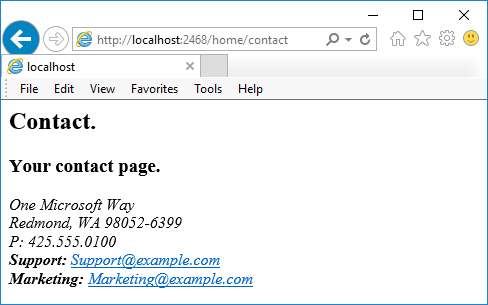 http://localhost:2468/home/contact
localhost
File Edit View Favorites Tools Help
Contact.
Your contact page.
One Microsoft Way
Redmond, WA 98052-6399
P: 425.555.0100
Support: Support@example.com
Marketing: Marketing@example.com